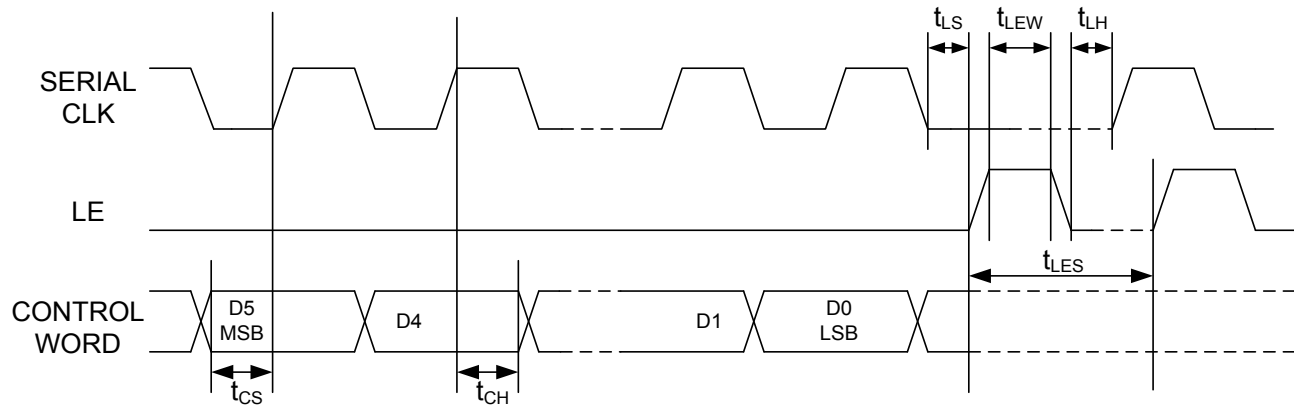 tLS
tLEW
tLH
SERIAL
CLK
LE
tLES
CONTROL
WORD
D5
MSB
D4
D1
D0
LSB
tCS
tCH